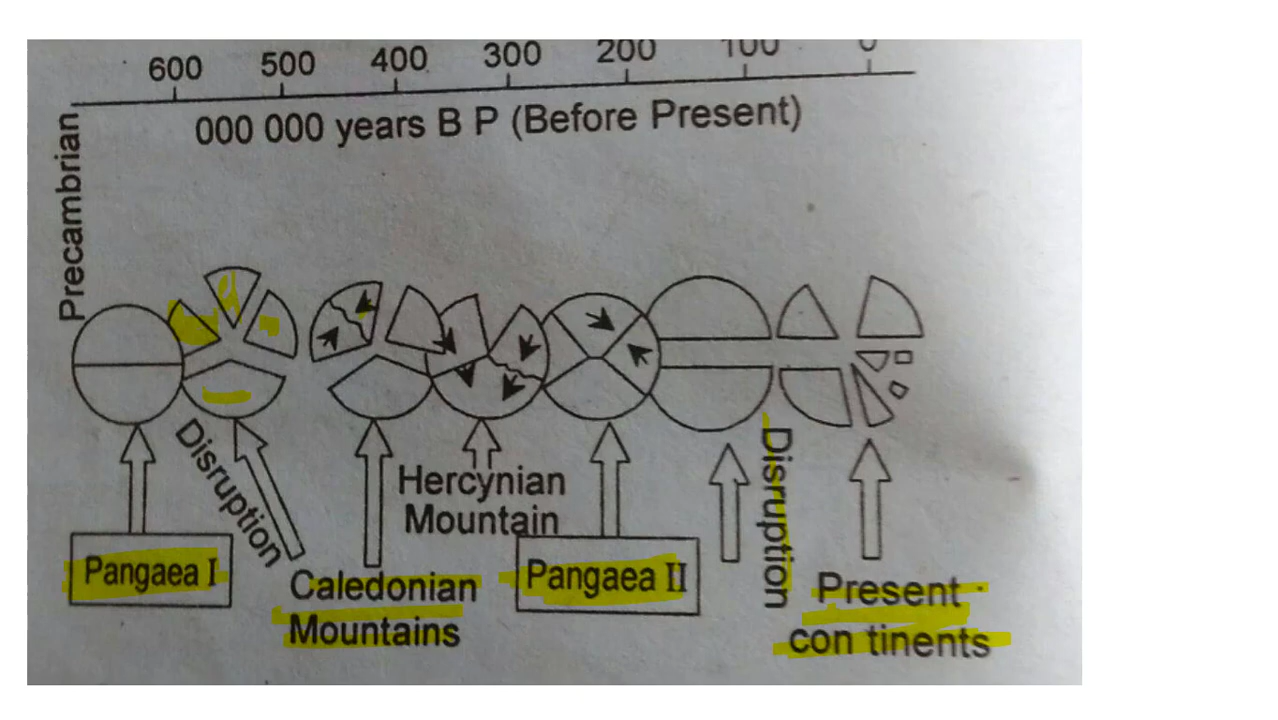 600 500 400 300 200 100 0
000 000 years B P (Before Present)
Precambrian
Disruption
Hercynian
Mountain
Disruption
Pangaea I
Caledonian
Mountains
Pangaea II
Present
con tinents